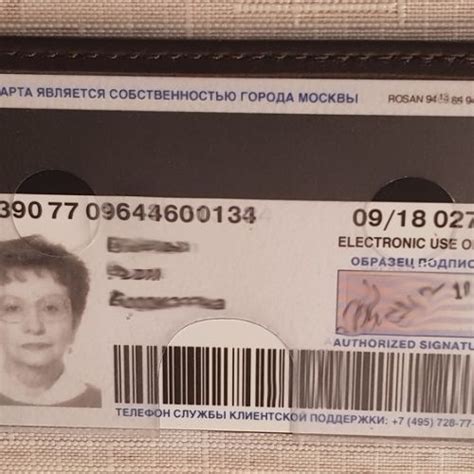 АРТА ЯВЛЯЕТСЯ СОБСТВЕННОСТЬЮ ГОРОДА МОСКВЫ
ROSAN
390 77 09644600134
09/18 027
ELECTRONIC USE O
ОБРАЗЕЦ ПОДПИС
AUTHORIZED SIGNATU
ТЕЛЕФОН СЛУЖБЫ КЛИЕНТСКОЙ ПОДДЕРЖКИ: +7 (495) 728-77-